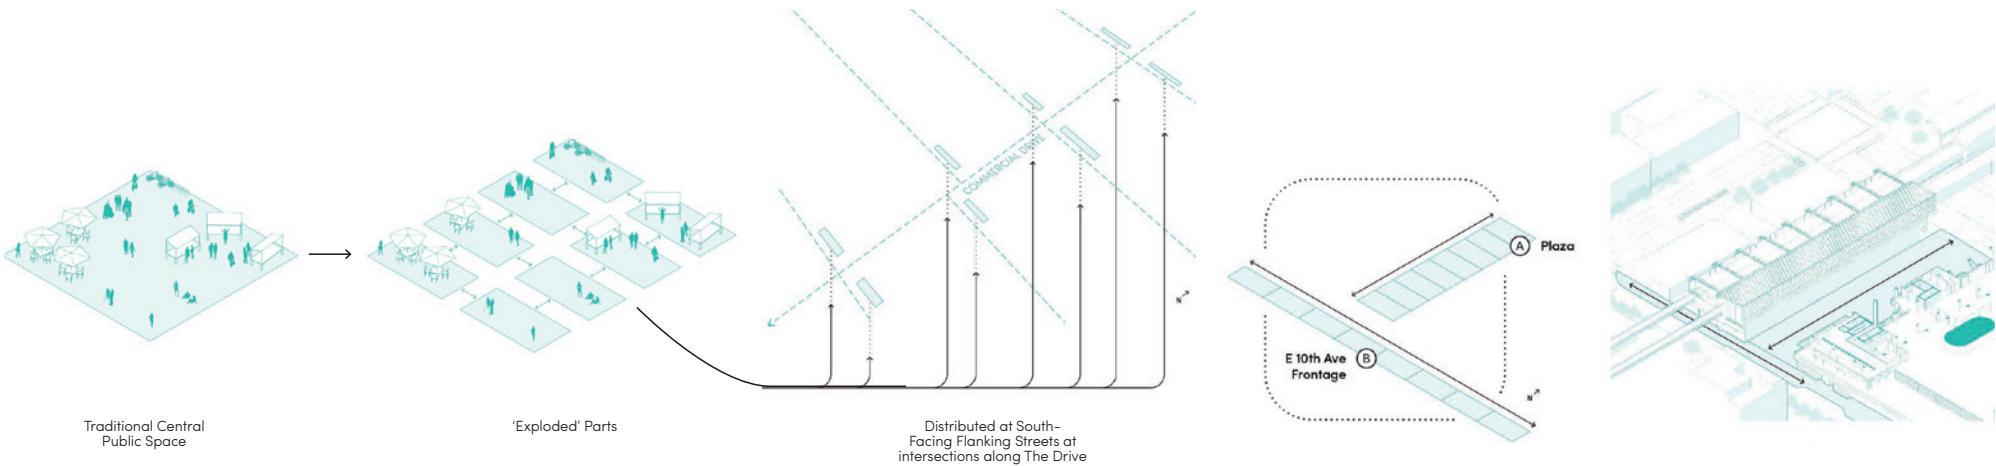 COMMERCIAL DRIVE
N
A Plaza
E 10th Ave B
Frontage
N
Traditional Central
Public Space
‘Exploded’ Parts
Distributed at South-
Facing Flanking Streets at
intersections along The Drive